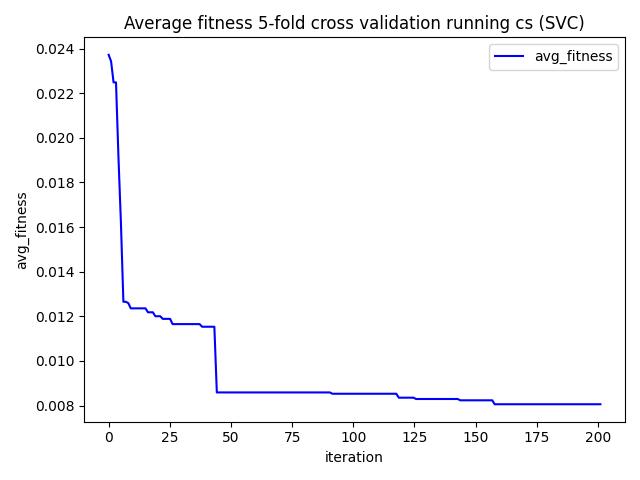 Average fitness 5-fold cross validation running cs (SVC)
avg_fitness
0.024
0.022
0.020
0.018
0.016
0.014
0.012
0.010
0.008
avg_fitness
0 25 50 75 100 125 150 175 200
iteration